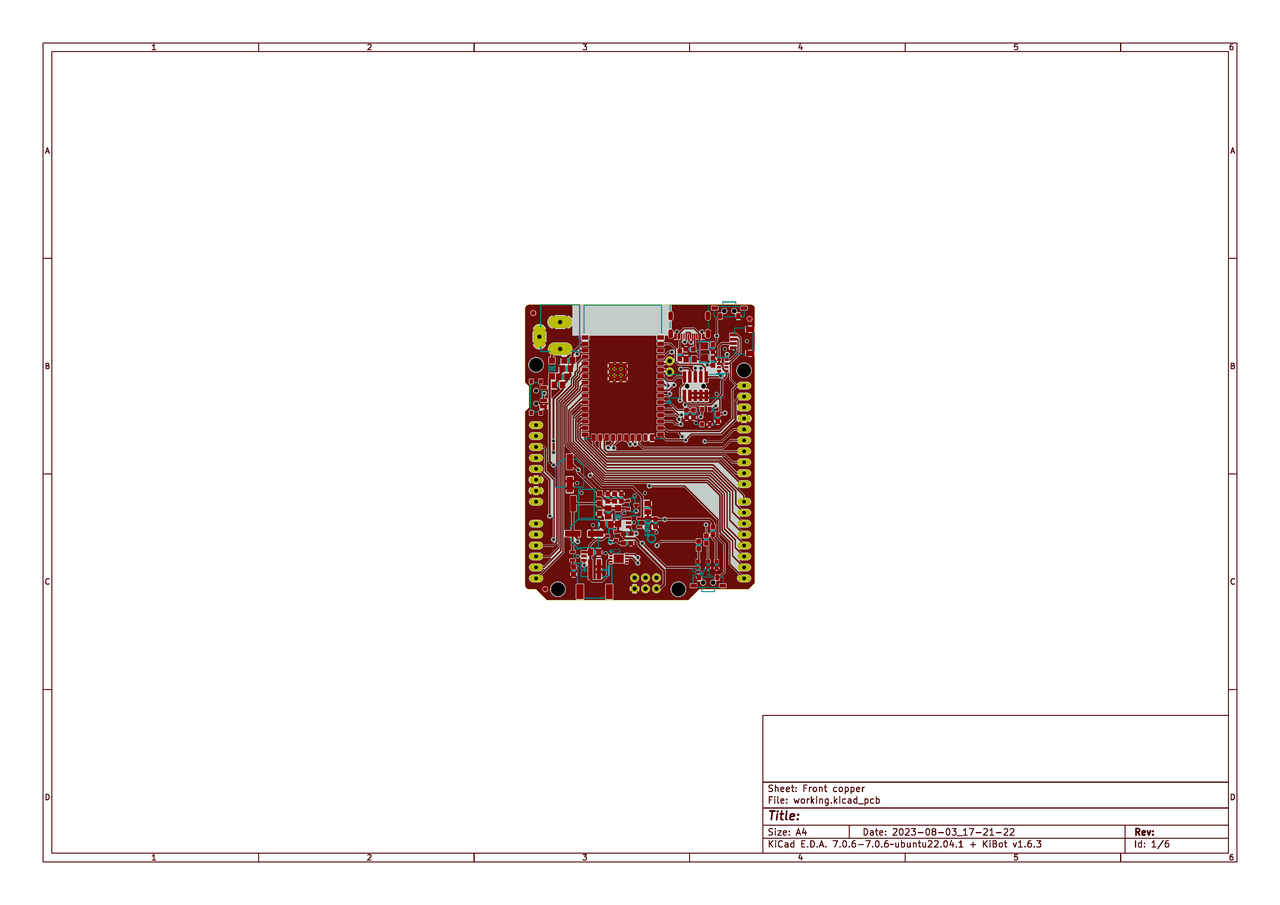 1 2 3 4 5 6
A A
B B
C C
D D
Sheet: Front copper
File: working.kicad_pcb
Title:
Size: A4 Date: 2023-08-03_17-21-22 Rev:
KiCad E.D.A. 7.0.6-7.0.6~ubuntu22.04.1 + KiBot v1.6.3 Id: 1/6
1 2 3 4 5 6